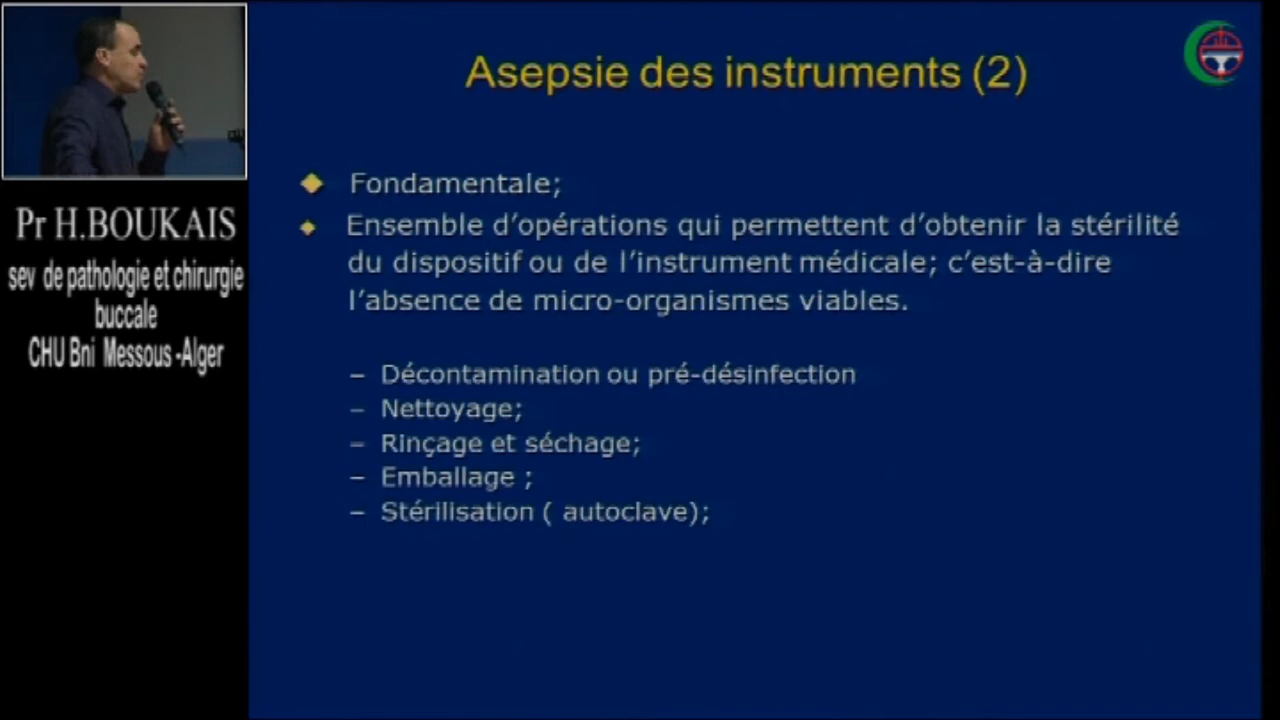 Asepsie des instruments (2)
Fondamentale;
Ensemble d'opérations qui permettent d'obtenir la stérilité
du dispositif ou de l'instrument médicale; c'est-à-dire
l'absence de micro-organismes viables.
– Décontamination ou pré-désinfection
– Nettoyage;
– Rinçage et séchage;
– Emballage ;
– Stérilisation ( autoclave);
Pr H.BOUKAIS
sev de pathologie et chirurgie
buccale
CHU Bni Messous -Alger